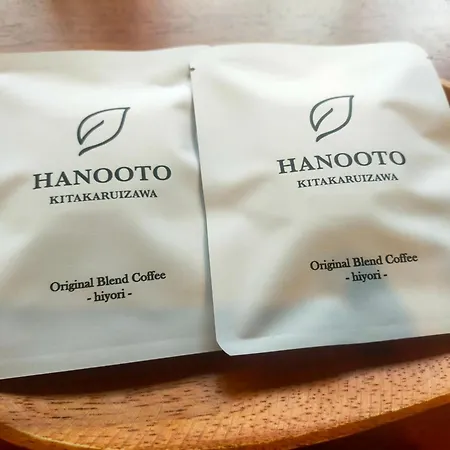 HANOOTO
KITAKARUIZAWA
Original Blend Coffee
- hiyori -
HANOOTO
KITAKARUIZAWA
Original Blend Coffee
- hiyori -